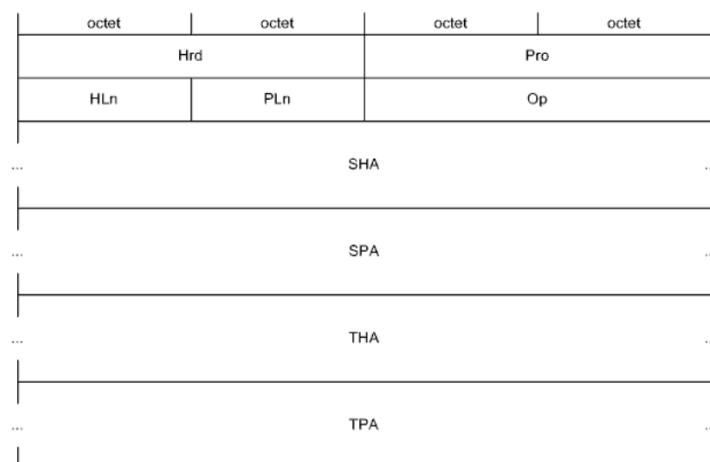 octet octet octet octet
Hrd Pro
HLn PLn Op
... SHA ..
... SPA ..
... THA ..
... TPA ..